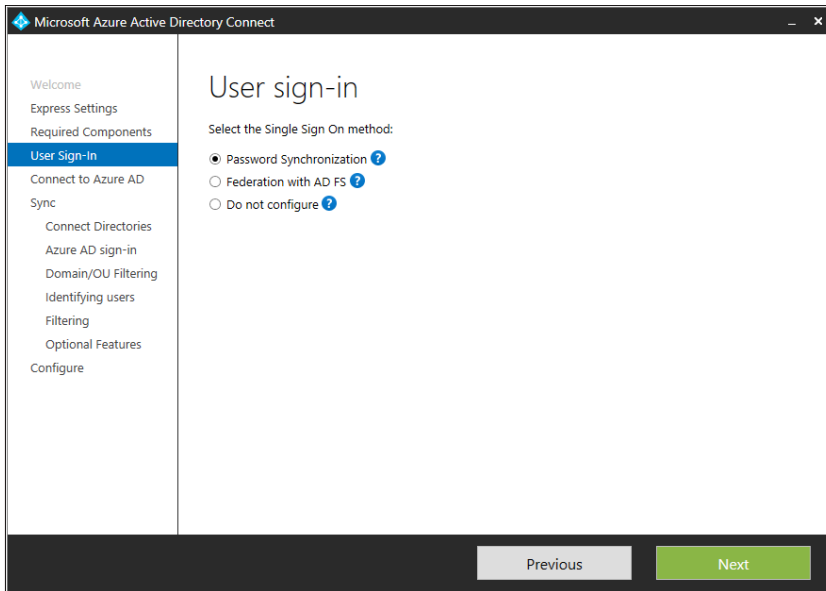 Microsoft Azure Active Directory Connect
Welcome
Express Settings
Required Components
User Sign-In
Connect to Azure AD
Sync
Connect Directories
Azure AD sign-in
Domain/OU Filtering
Identifying users
Filtering
Optional Features
Configure
User sign-in
Select the Single Sign On method:
Password Synchronization ?
Federation with AD FS ?
Do not configure ?
Previous
Next